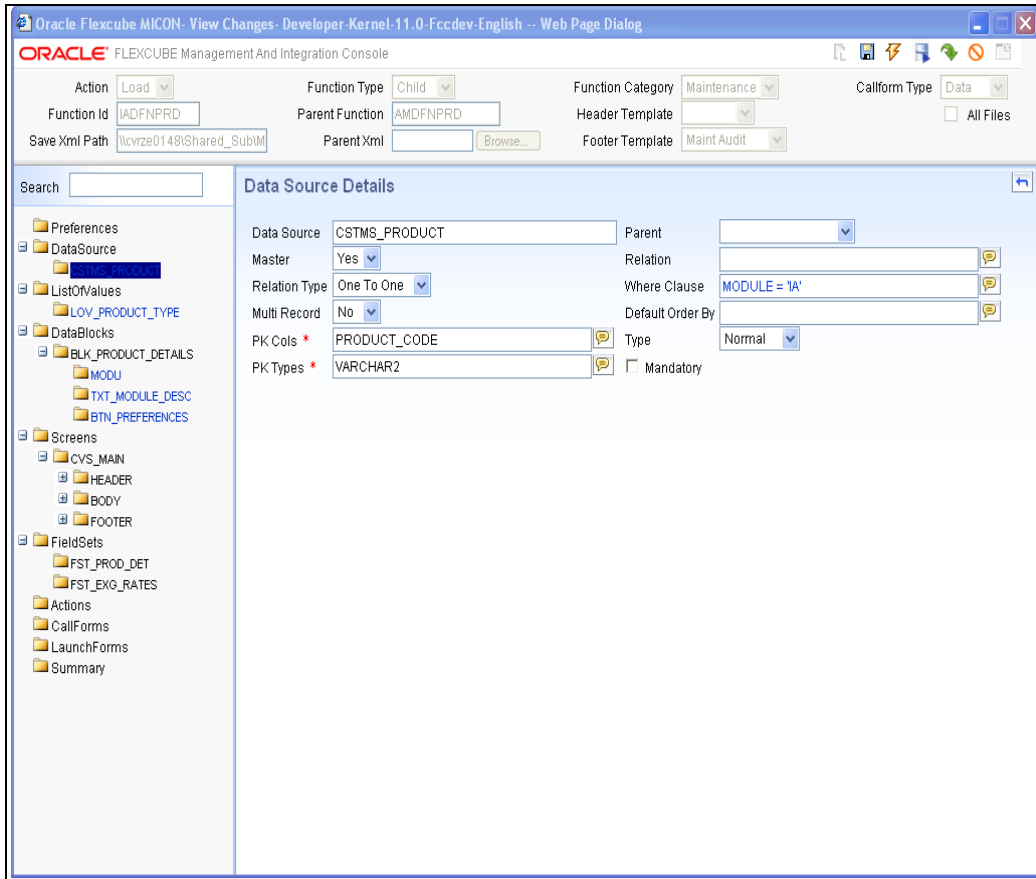 Oracle Flexcube MICON- View Changes- Developer-Kernel-11.0-Fccdev-English -- Web Page Dialog
ORACLE FLEXCUBE Management And Integration Console
Action Load Function Type Child Function Category Maintenance Callform Type Data
Function Id IADFNPRD Parent Function AMDFNPRD Header Template All Files
Save Xml Path \\cvrze0148\Shared_Sub\M Parent Xml Browse... Footer Template Maint Audit
Search
Preferences
DataSource
CSTMS_PRODUCT
ListOfValues
LOV_PRODUCT_TYPE
DataBlocks
BLK_PRODUCT_DETAILS
MODU
TXT_MODULE_DESC
BTN_PREFERENCES
Screens
CVS_MAIN
HEADER
BODY
FOOTER
FieldSets
FST_PROD_DET
FST_EXG_RATES
Actions
CallForms
LaunchForms
Summary
Data Source Details
Data Source CSTMS_PRODUCT Parent
Master Yes Relation
Relation Type One To One Where Clause MODULE = 'IA'
Multi Record No Default Order By
PK Cols * PRODUCT_CODE Type Normal
PK Types * VARCHAR2 Mandatory